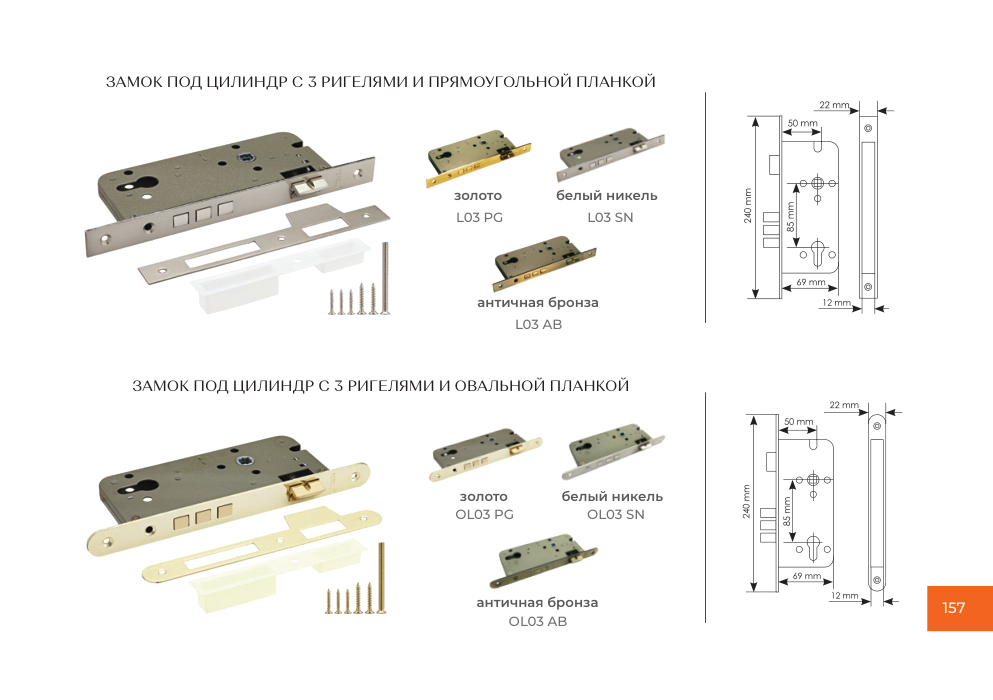 ЗАМОК ПОД ЦИЛИНДР С 3 РИГЕЛЯМИ И ПРЯМОУГОЛЬНОЙ ПЛАНКОЙ
золото
L03 PG
белый никель
L03 SN
античная бронза
L03 AB
22 mm
50 mm
240 mm
85 mm
69 mm
12 mm
ЗАМОК ПОД ЦИЛИНДР С 3 РИГЕЛЯМИ И ОВАЛЬНОЙ ПЛАНКОЙ
золото
OL03 PG
белый никель
OL03 SN
античная бронза
OL03 AB
22 mm
50 mm
240 mm
85 mm
69 mm
12 mm
157